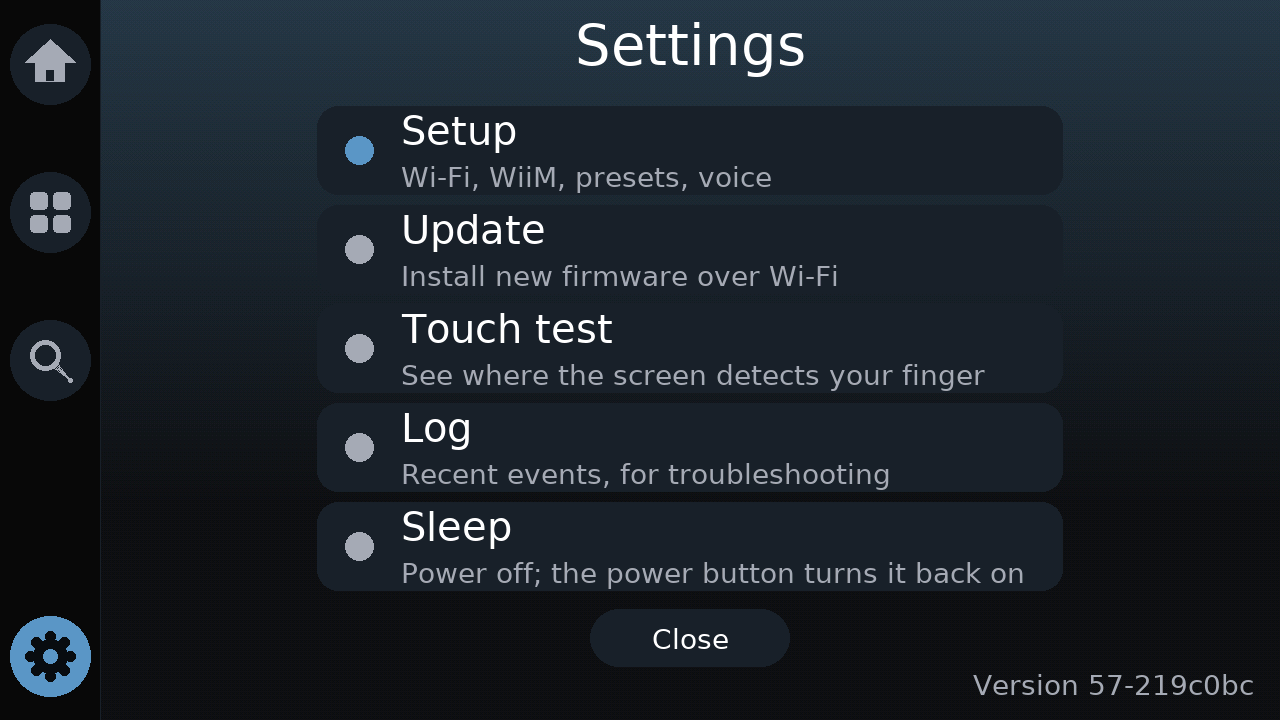 Settings
Setup
Wi-Fi, WiiM, presets, voice
Update
Install new firmware over Wi-Fi
Touch test
See where the screen detects your finger
Log
Recent events, for troubleshooting
Sleep
Power off; the power button turns it back on
Close
Version 57-219c0bc